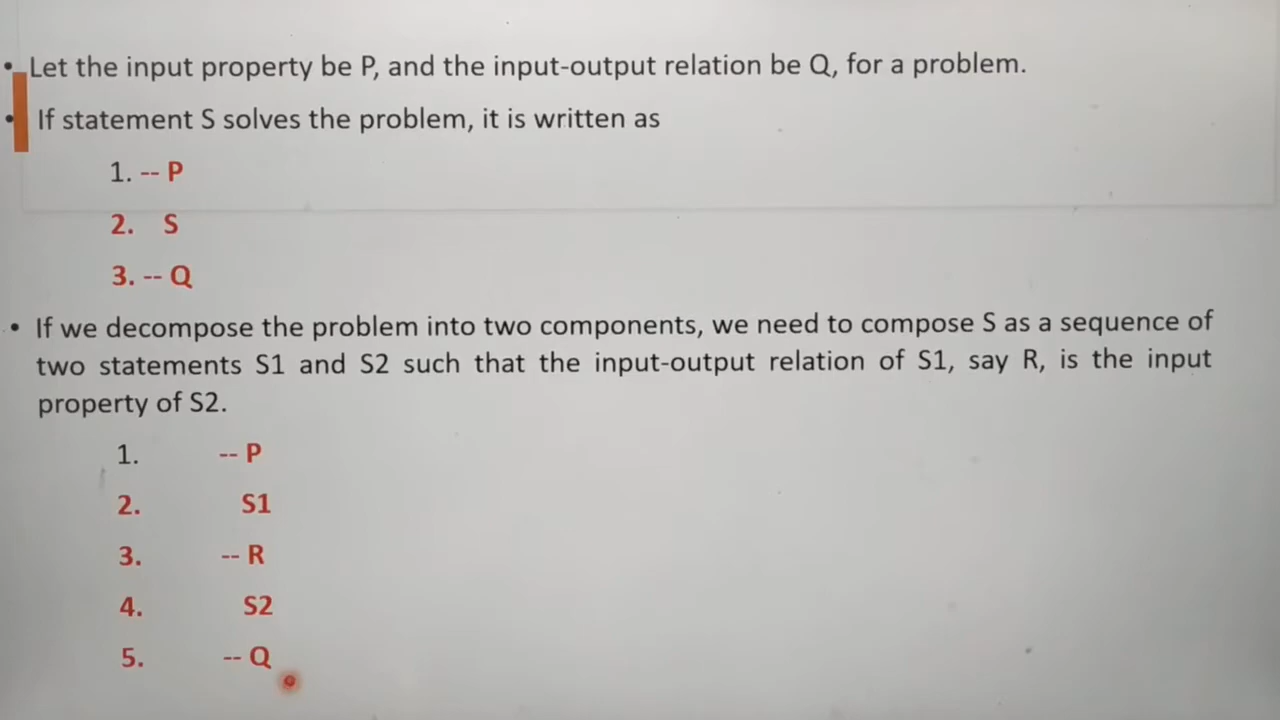 • Let the input property be P, and the input-output relation be Q, for a problem.
• If statement S solves the problem, it is written as
1. -- P
2. S
3. -- Q
• If we decompose the problem into two components, we need to compose S as a sequence of
two statements S1 and S2 such that the input-output relation of S1, say R, is the input
property of S2.
1. -- P
2. S1
3. -- R
4. S2
5. -- Q